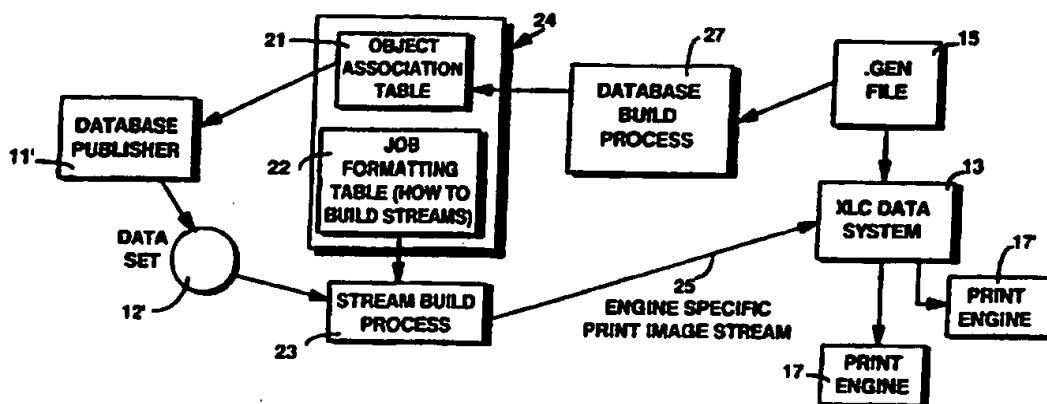 21
OBJECT
ASSOCIATION
TABLE
24
27
DATABASE
BUILD
PROCESS
15
.GEN
FILE
DATABASE
PUBLISHER
11'
22
JOB
FORMATTING
TABLE (HOW TO
BUILD STREAMS)
13
XLC DATA
SYSTEM
DATA
SET
12'
STREAM BUILD
PROCESS
23
25
ENGINE SPECIFIC
PRINT IMAGE STREAM
17'
PRINT
ENGINE
17
PRINT
ENGINE